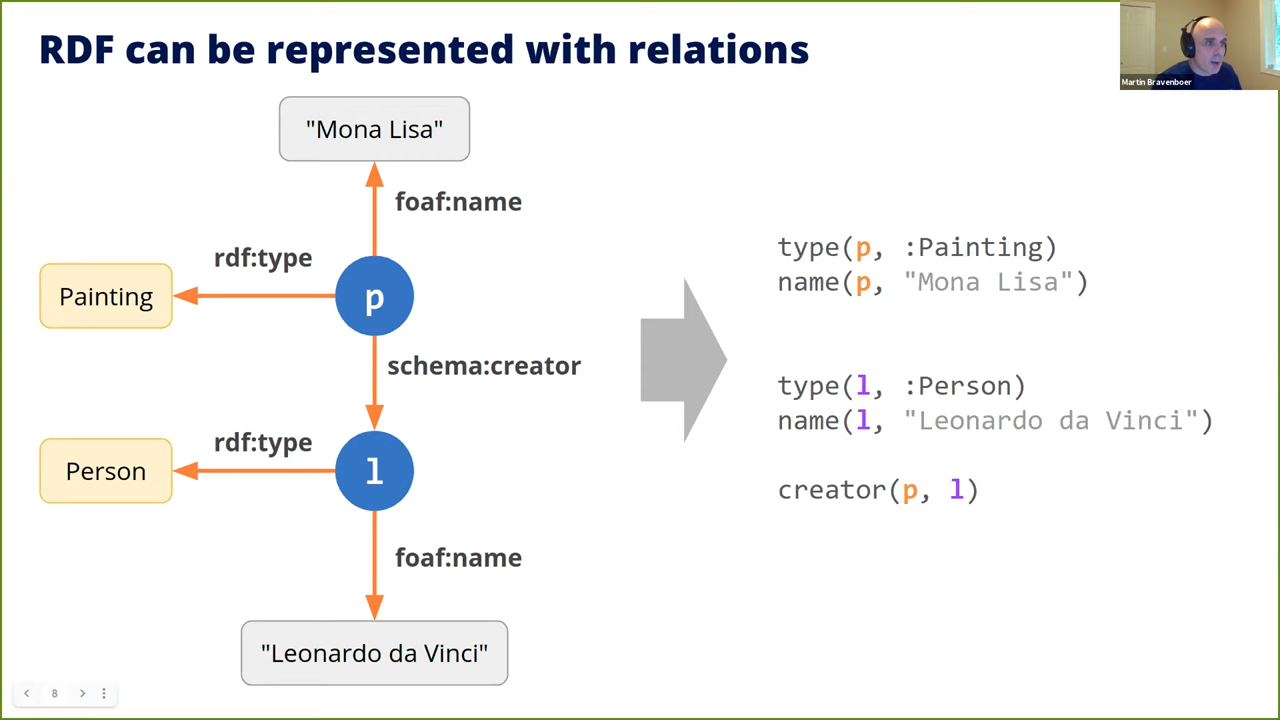 RDF can be represented with relations
Martin Bravenboer
"Mona Lisa"
foaf:name
rdf:type
Painting
p
schema:creator
rdf:type
Person
l
foaf:name
"Leonardo da Vinci"
type(p, :Painting)
name(p, "Mona Lisa")
type(l, :Person)
name(l, "Leonardo da Vinci")
creator(p, l)
8